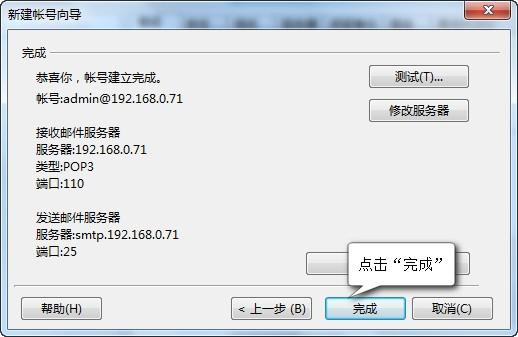 新建帐号向导
完成
恭喜你，帐号建立完成。
测试(T)...
帐号:admin@192.168.0.71
修改服务器
接收邮件服务器
服务器:192.168.0.71
类型:POP3
端口:110
发送邮件服务器
服务器:smtp.192.168.0.71
端口:25
点击“完成”
帮助(H)
< 上一步 (B)
完成
取消(C)